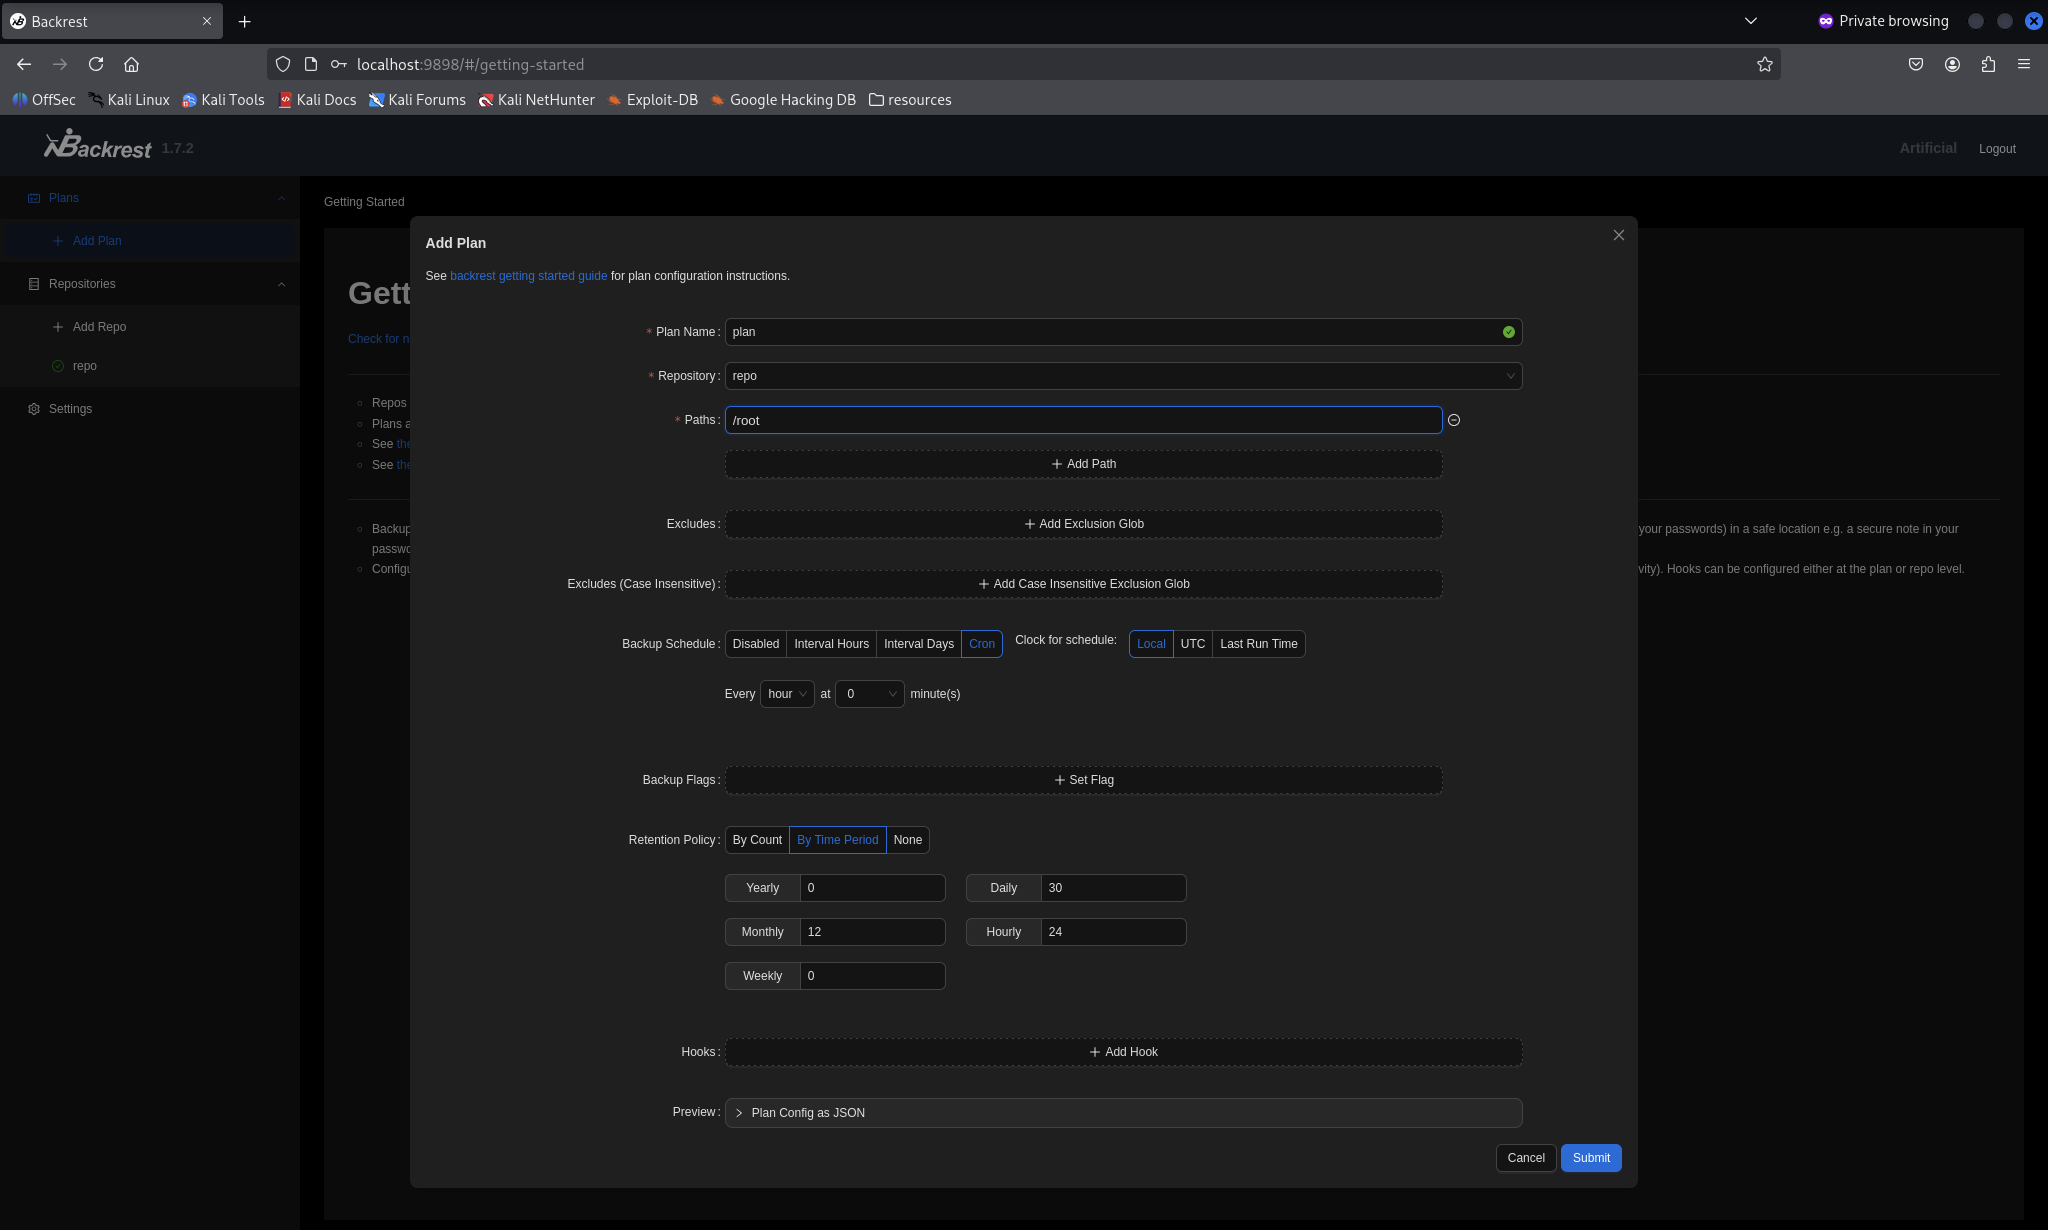 Backrest
Private browsing
localhost:9898/#/getting-started
OffSec Kali Linux Kali Tools Kali Docs Kali Forums Kali NetHunter Exploit-DB Google Hacking DB resources
Backrest 1.7.2
Artificial Logout
Plans
Add Plan
Repositories
Add Repo
repo
Settings
Getting Started
Gett
Check for n
Repos
Plans a
See the
See the
Backup
your passwords) in a safe location e.g. a secure note in your
passwo
Configu
vity). Hooks can be configured either at the plan or repo level.
Add Plan
See backrest getting started guide for plan configuration instructions.
* Plan Name: plan
* Repository: repo
* Paths: /root
+ Add Path
Excludes: + Add Exclusion Glob
Excludes (Case Insensitive): + Add Case Insensitive Exclusion Glob
Backup Schedule: Disabled Interval Hours Interval Days Cron Clock for schedule: Local UTC Last Run Time
Every hour at 0 minute(s)
Backup Flags: + Set Flag
Retention Policy: By Count By Time Period None
Yearly 0 Daily 30
Monthly 12 Hourly 24
Weekly 0
Hooks: + Add Hook
Preview: > Plan Config as JSON
Cancel Submit